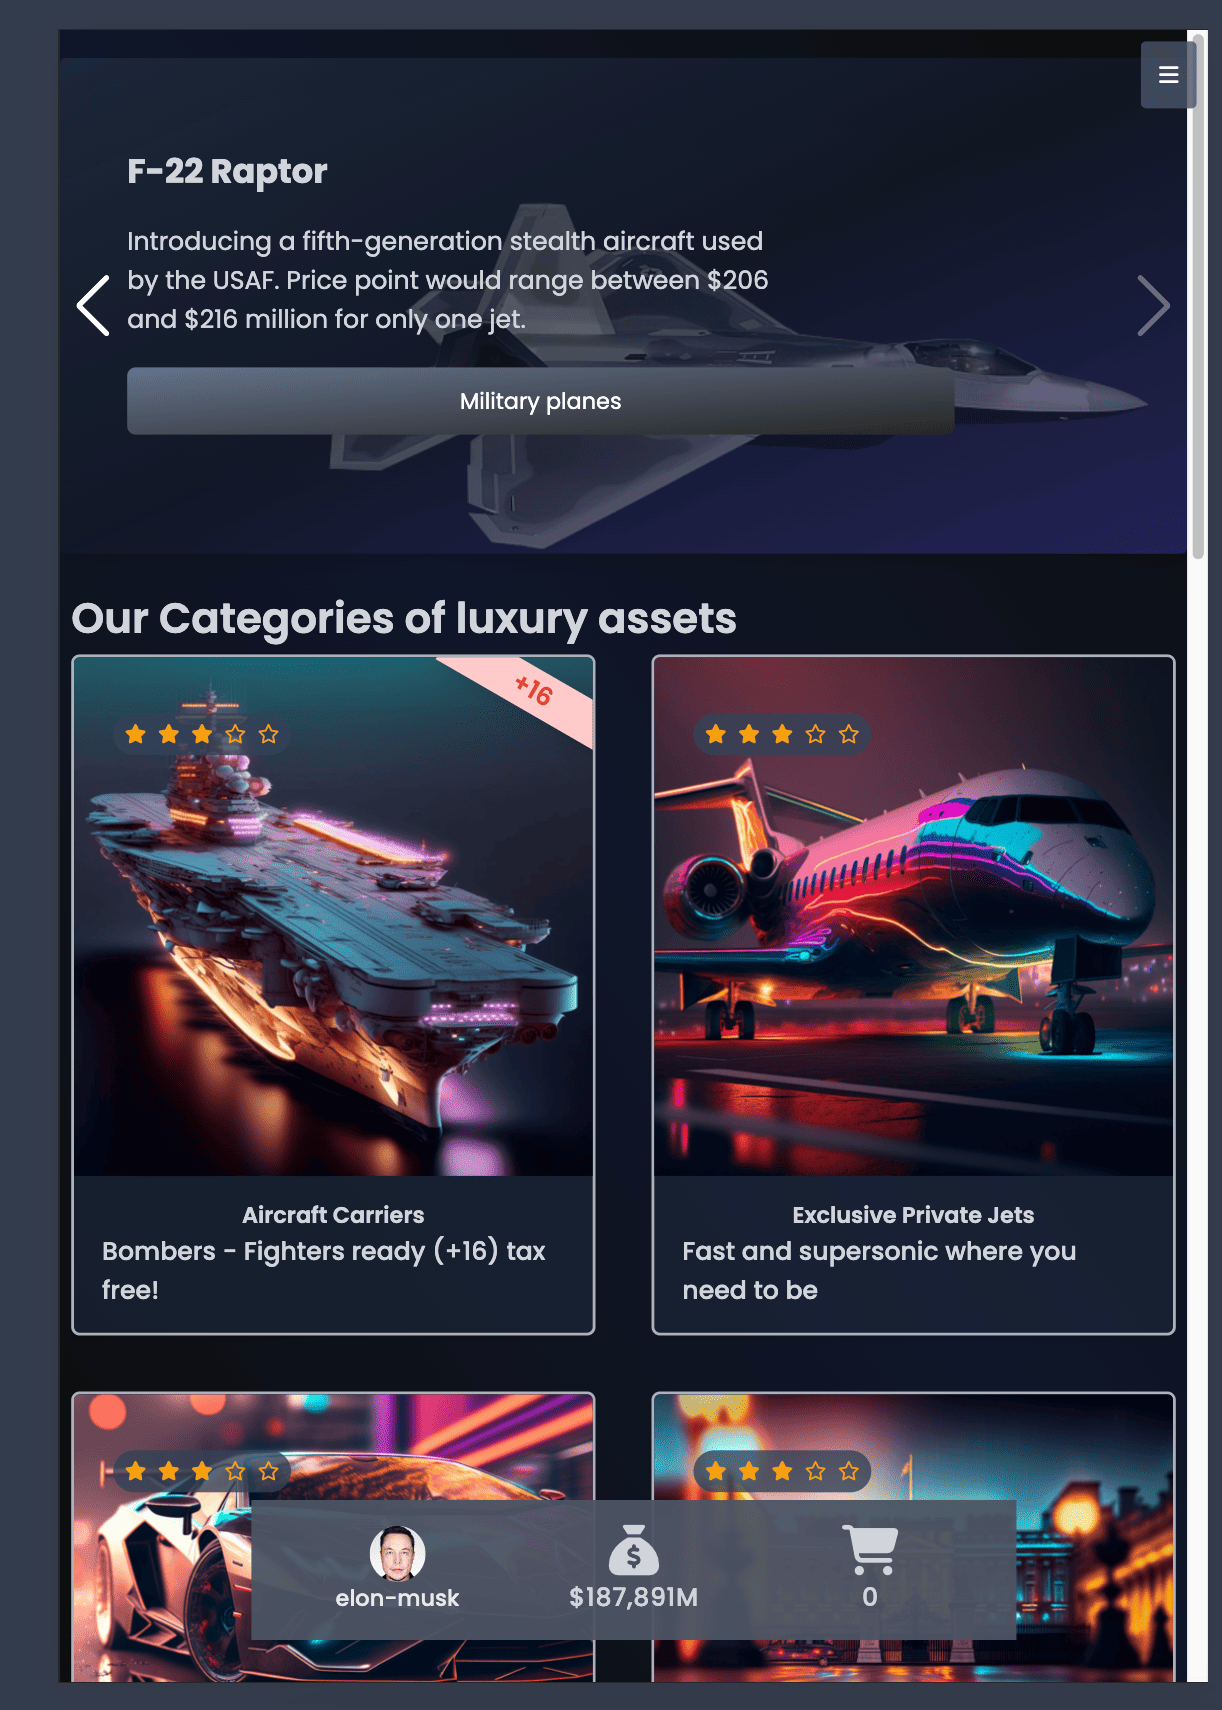 F-22 Raptor
Introducing a fifth-generation stealth aircraft used
by the USAF. Price point would range between $206
and $216 million for only one jet.
Military planes
Our Categories of luxury assets
+16
Aircraft Carriers
Bombers - Fighters ready (+16) tax
free!
Exclusive Private Jets
Fast and supersonic where you
need to be
elon-musk
$187,891M
0